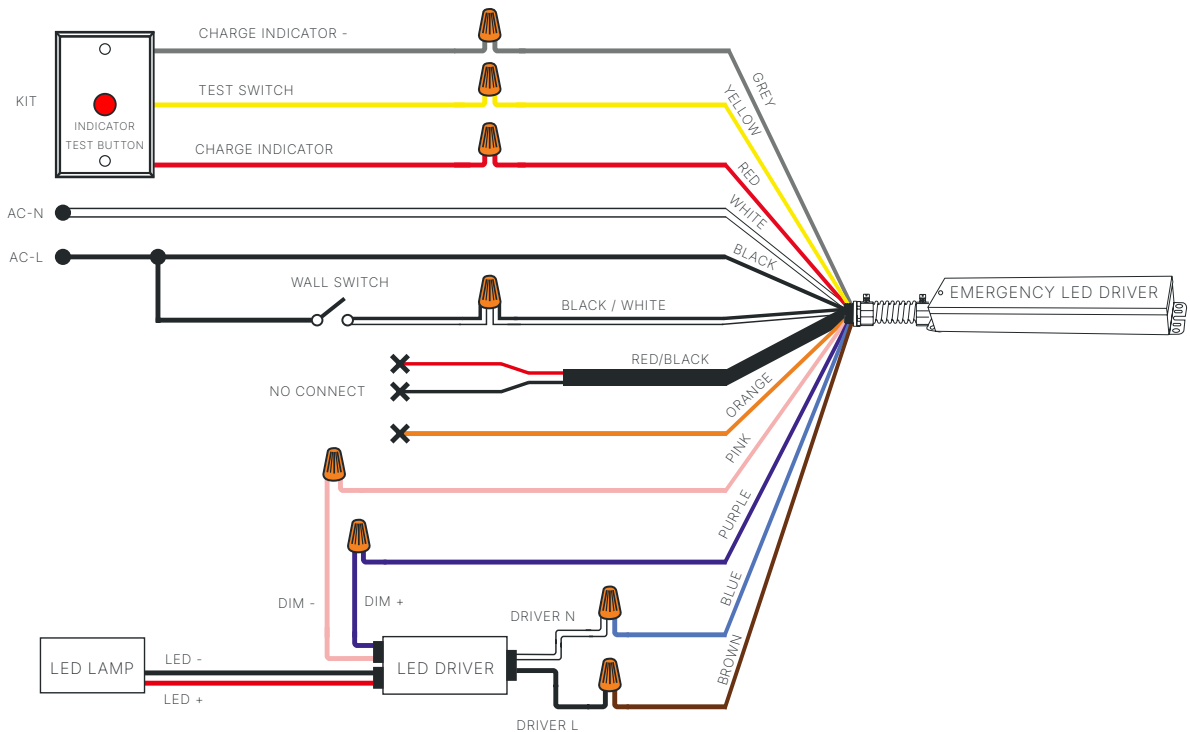 CHARGE INDICATOR -
GREY
KIT
TEST SWITCH
YELLOW
INDICATOR
TEST BUTTON
CHARGE INDICATOR
RED
AC-N
WHITE
AC-L
BLACK
WALL SWITCH
BLACK / WHITE
EMERGENCY LED DRIVER
RED/BLACK
NO CONNECT
ORANGE
PINK
PURPLE
DIM -
DIM +
BLUE
DRIVER N
LED LAMP
LED -
LED +
LED DRIVER
BROWN
DRIVER L